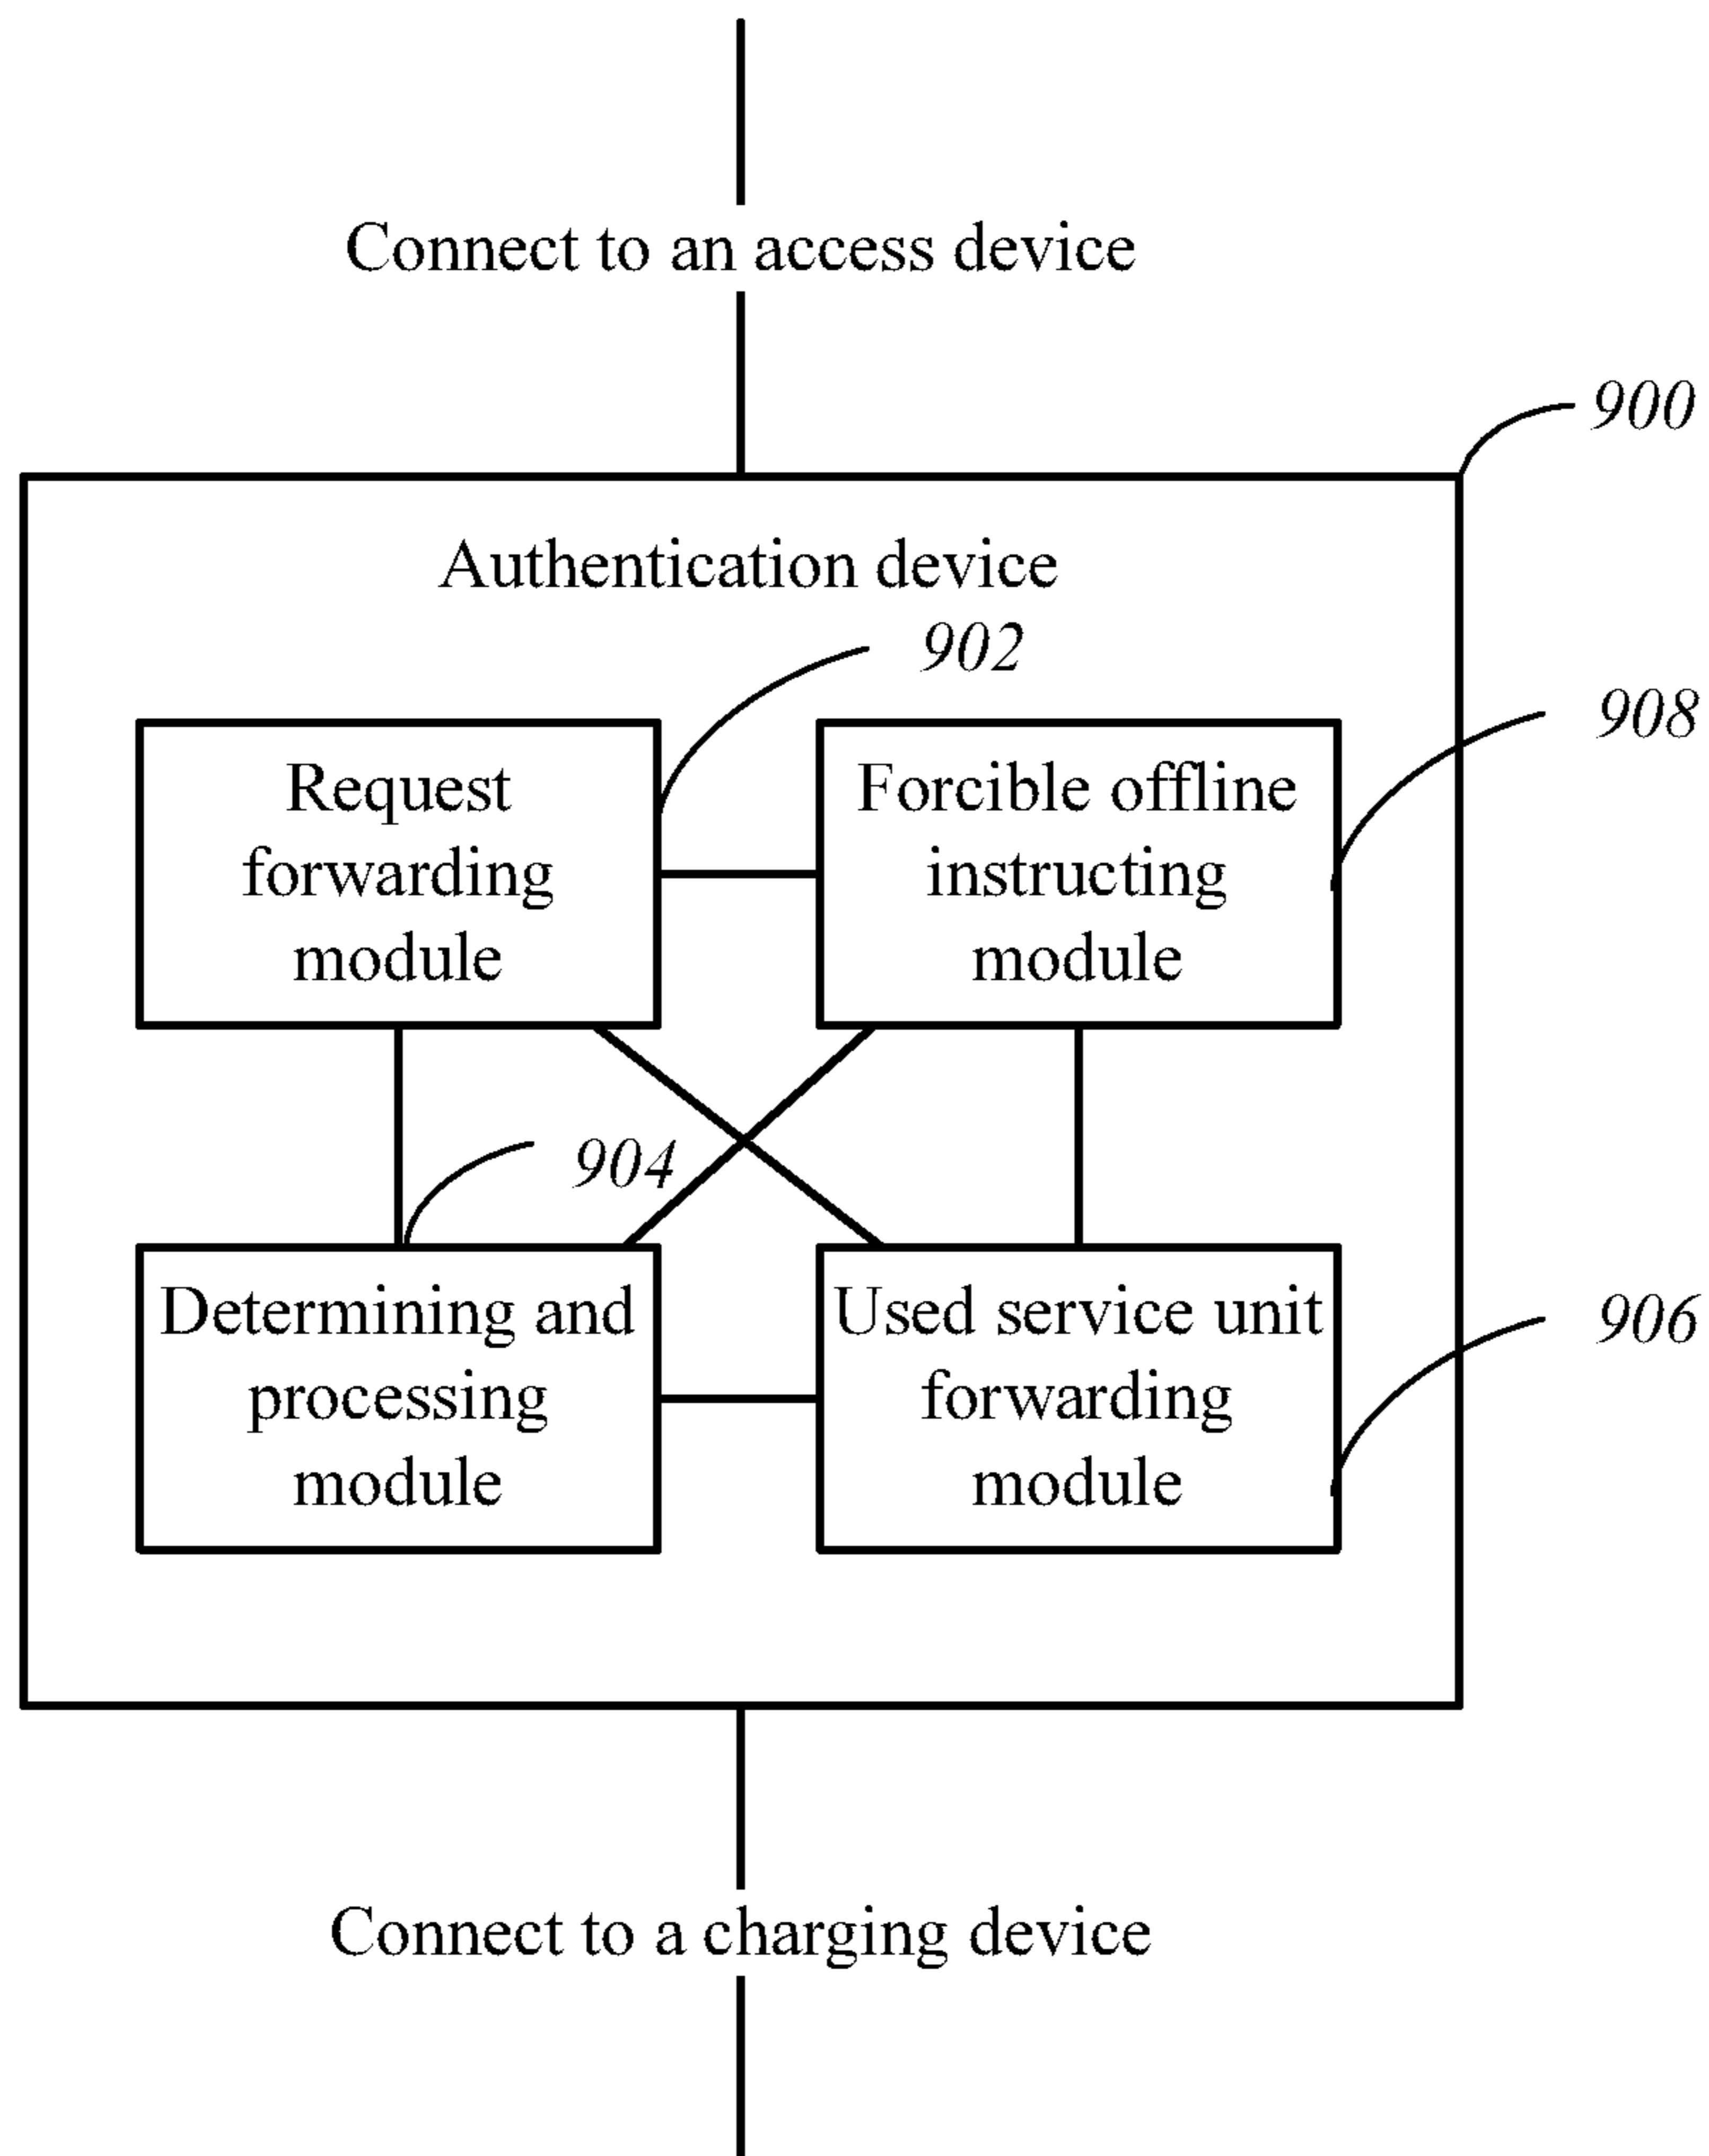 Connect to an access device
900
Authentication device
902
908
Request
forwarding
module
Forcible offline
instructing
module
904
Determining and
processing
module
Used service unit
forwarding
module
906
Connect to a charging device